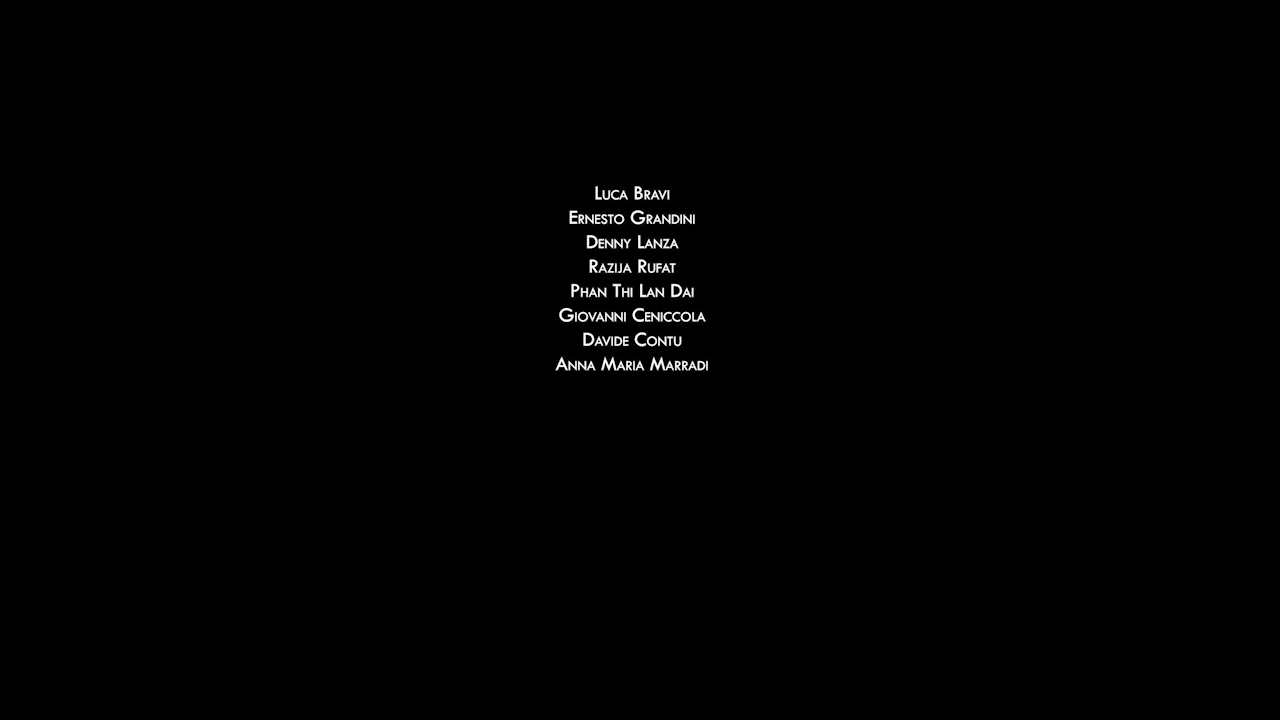 Luca Bravi
Ernesto Grandini
Denny Lanza
Razija Rufat
Phan Thi Lan Dai
Giovanni Ceniccola
Davide Contu
Anna Maria Marradi